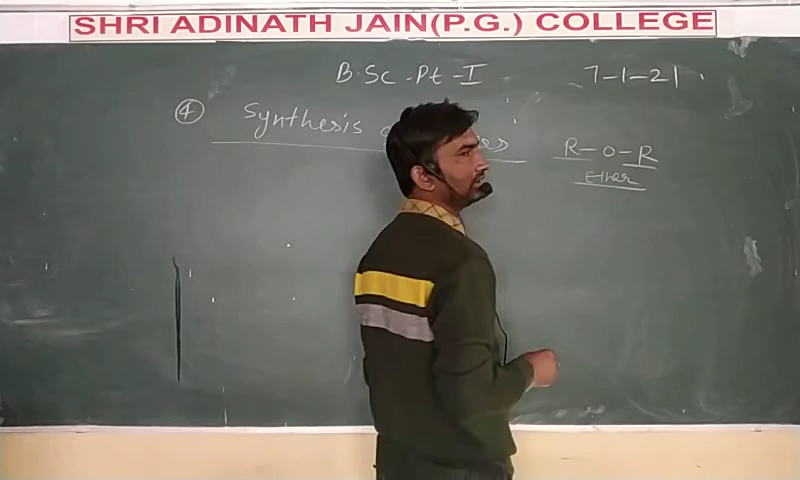 SHRI ADINATH JAIN(P.G.) COLLEGE
B.Sc-Pt-I
7-1-21
④ Synthesis
R-O-R
Ether